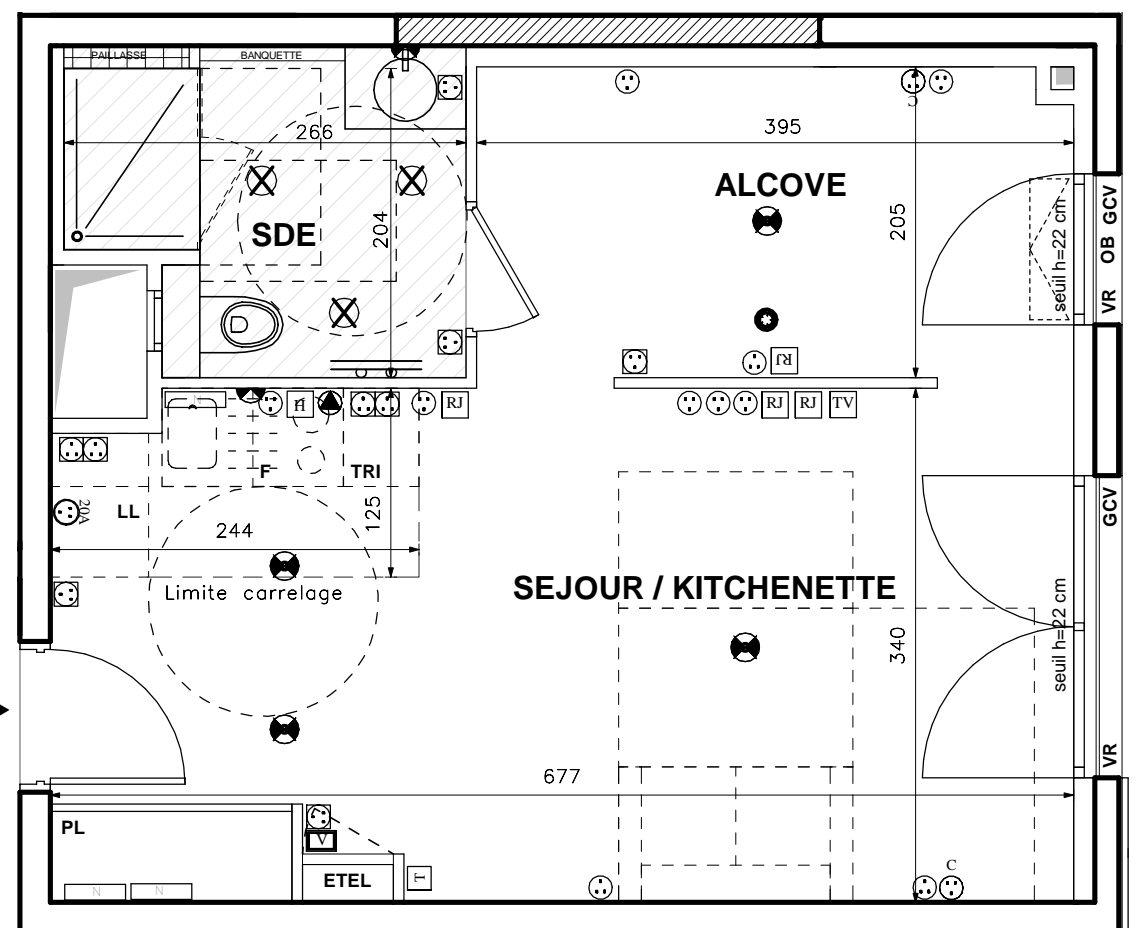 PAILLASSE
BANQUETTE
C
266
395
ALCOVE
GCV
OB
VR
seuil h=22 cm
SDE
204
205
RJ
H
RJ
RJ
RJ
TV
F
TRI
20A
LL
125
244
GCV
Limite carrelage
SEJOUR / KITCHENETTE
seuil h=22 cm
340
VR
677
PL
V
C
ETEL
T
N
N